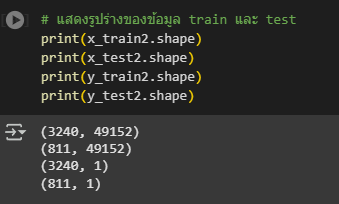 # แสดงรูปร่างของข้อมูล train และ test
print(x_train2.shape)
print(x_test2.shape)
print(y_train2.shape)
print(y_test2.shape)
(3240, 49152)
(811, 49152)
(3240, 1)
(811, 1)